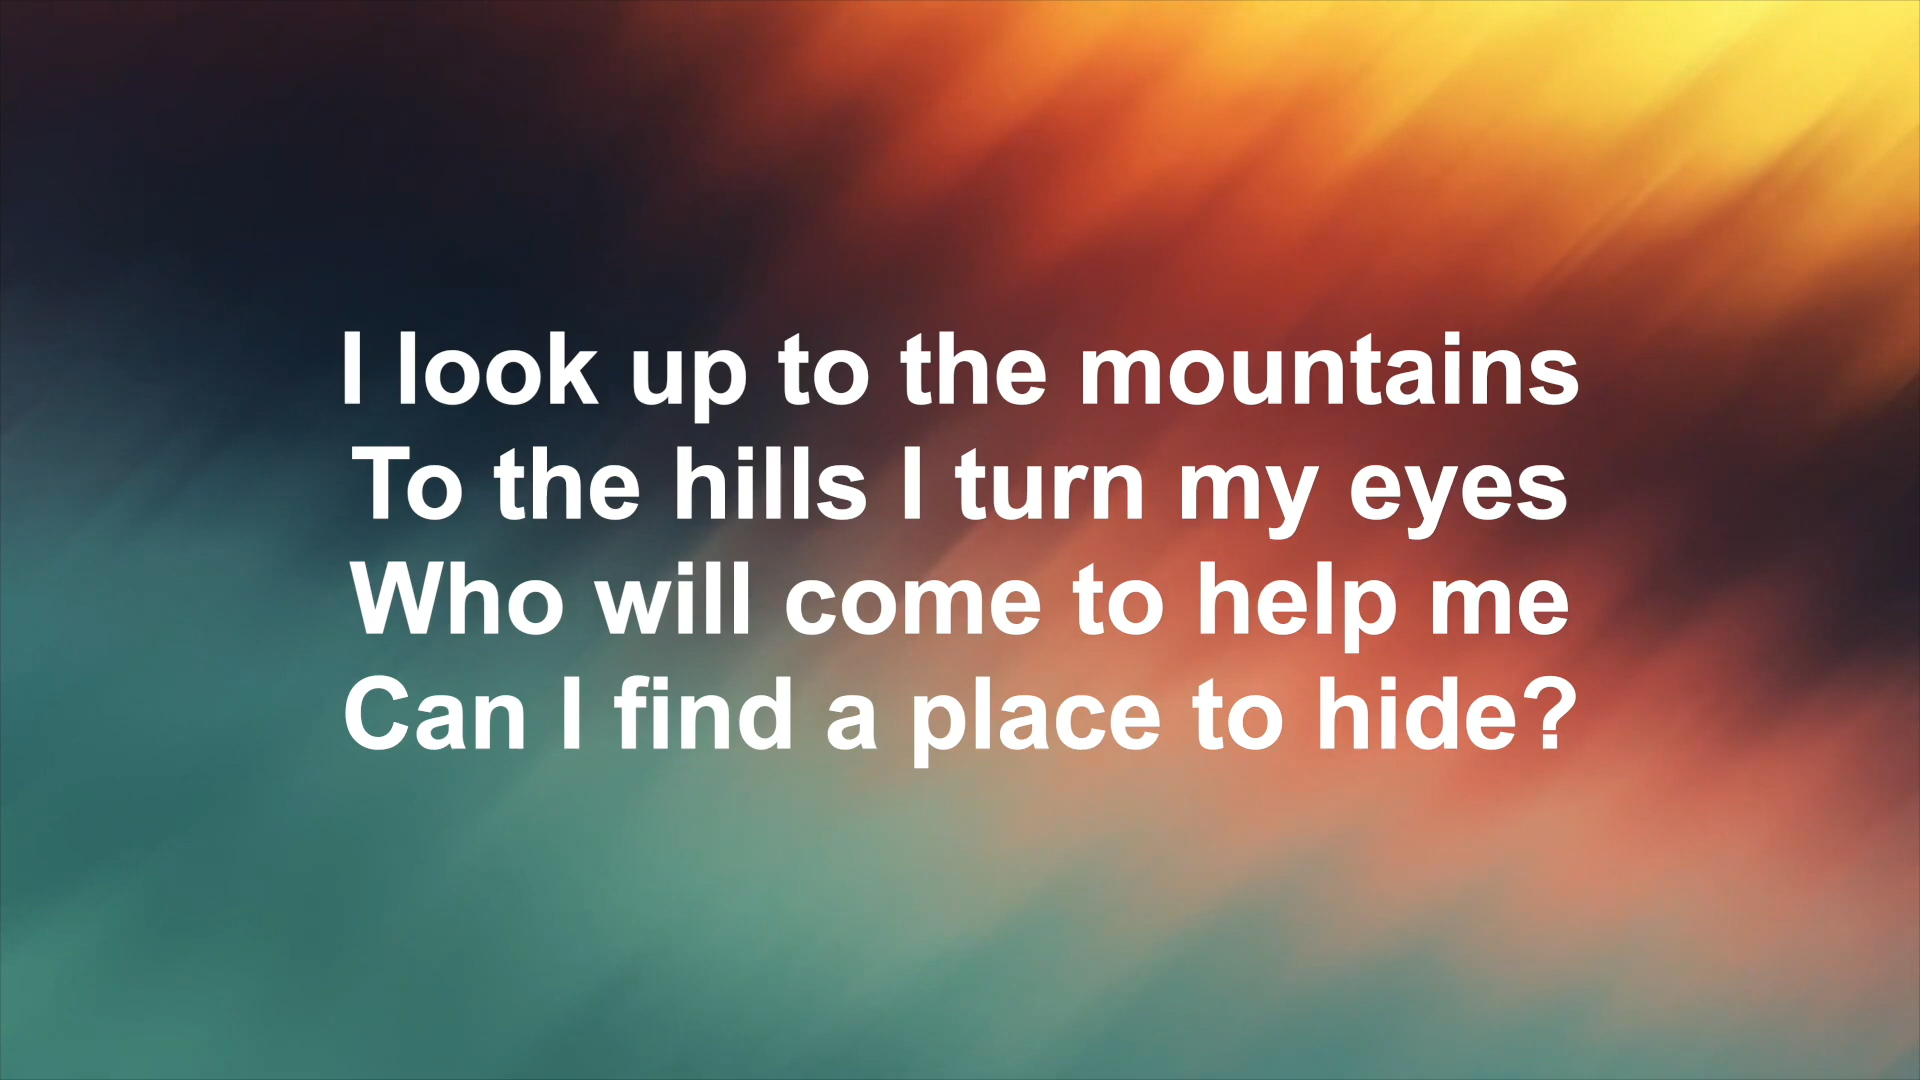 I look up to the mountains
To the hills I turn my eyes
Who will come to help me
Can I find a place to hide?